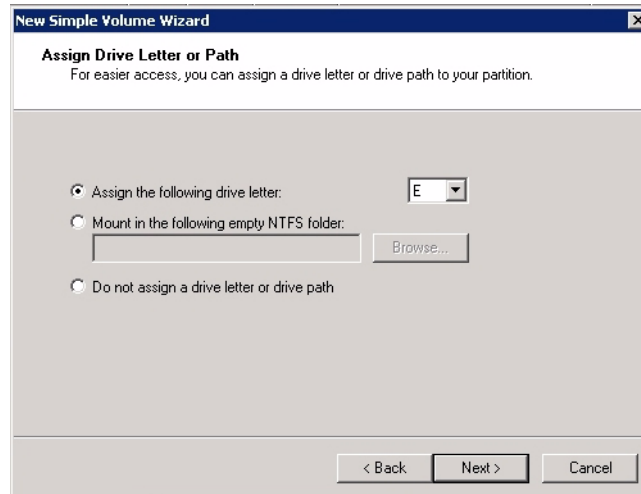 New Simple Volume Wizard
Assign Drive Letter or Path
For easier access, you can assign a drive letter or drive path to your partition.
Assign the following drive letter:
E
Mount in the following empty NTFS folder:
Browse...
Do not assign a drive letter or drive path
< Back
Next >
Cancel